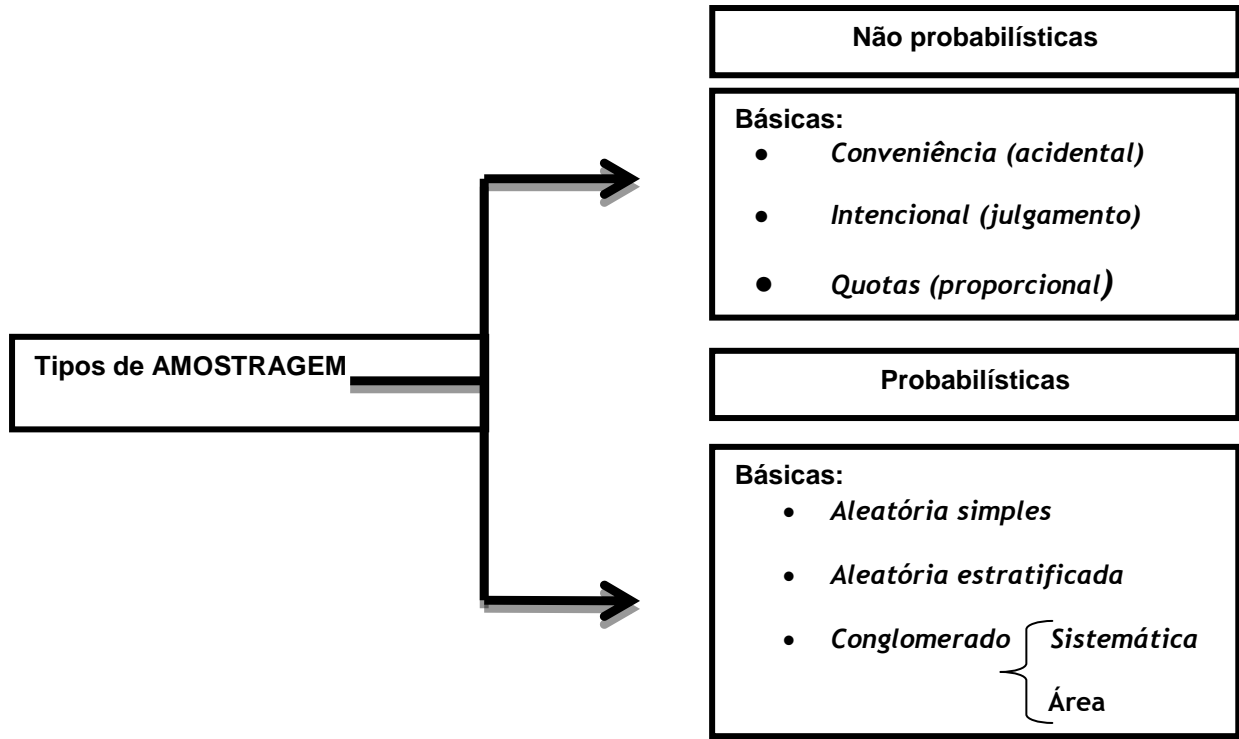 Não probabilísticas
Básicas:
• Conveniência (acidental)
• Intencional (julgamento)
• Quotas (proporcional)
Tipos de AMOSTRAGEM
Probabilísticas
Básicas:
• Aleatória simples
• Aleatória estratificada
• Conglomerado Sistemática
Área